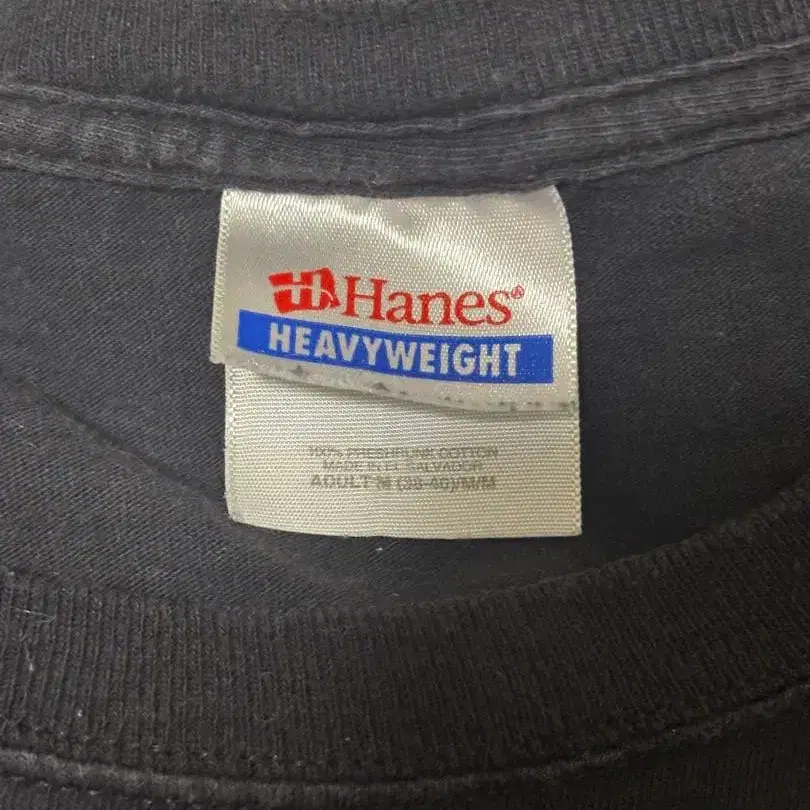 Hanes®
HEAVYWEIGHT
100% PRESHRUNK COTTON
MADE IN EL SALVADOR
ADULT M (38-40)/M/M